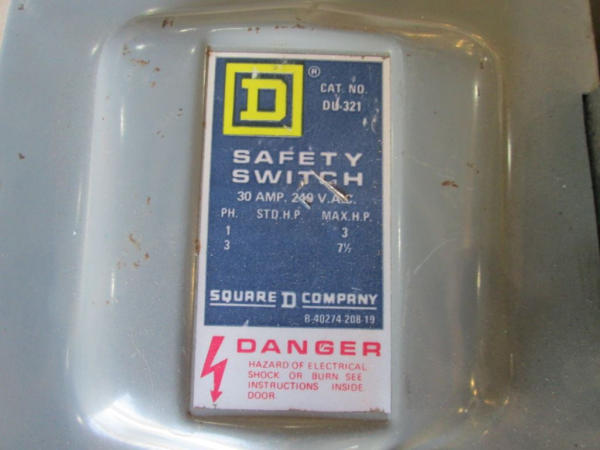 D ®
CAT. NO.
DU-321
SAFETY
SWITCH
30 AMP. 240 V.A.C.
PH. STD.H.P. MAX.H.P.
1 3
3 7½
SQUARE D COMPANY
B-40274-208-19
DANGER
HAZARD OF ELECTRICAL
SHOCK OR BURN SEE
INSTRUCTIONS INSIDE
DOOR